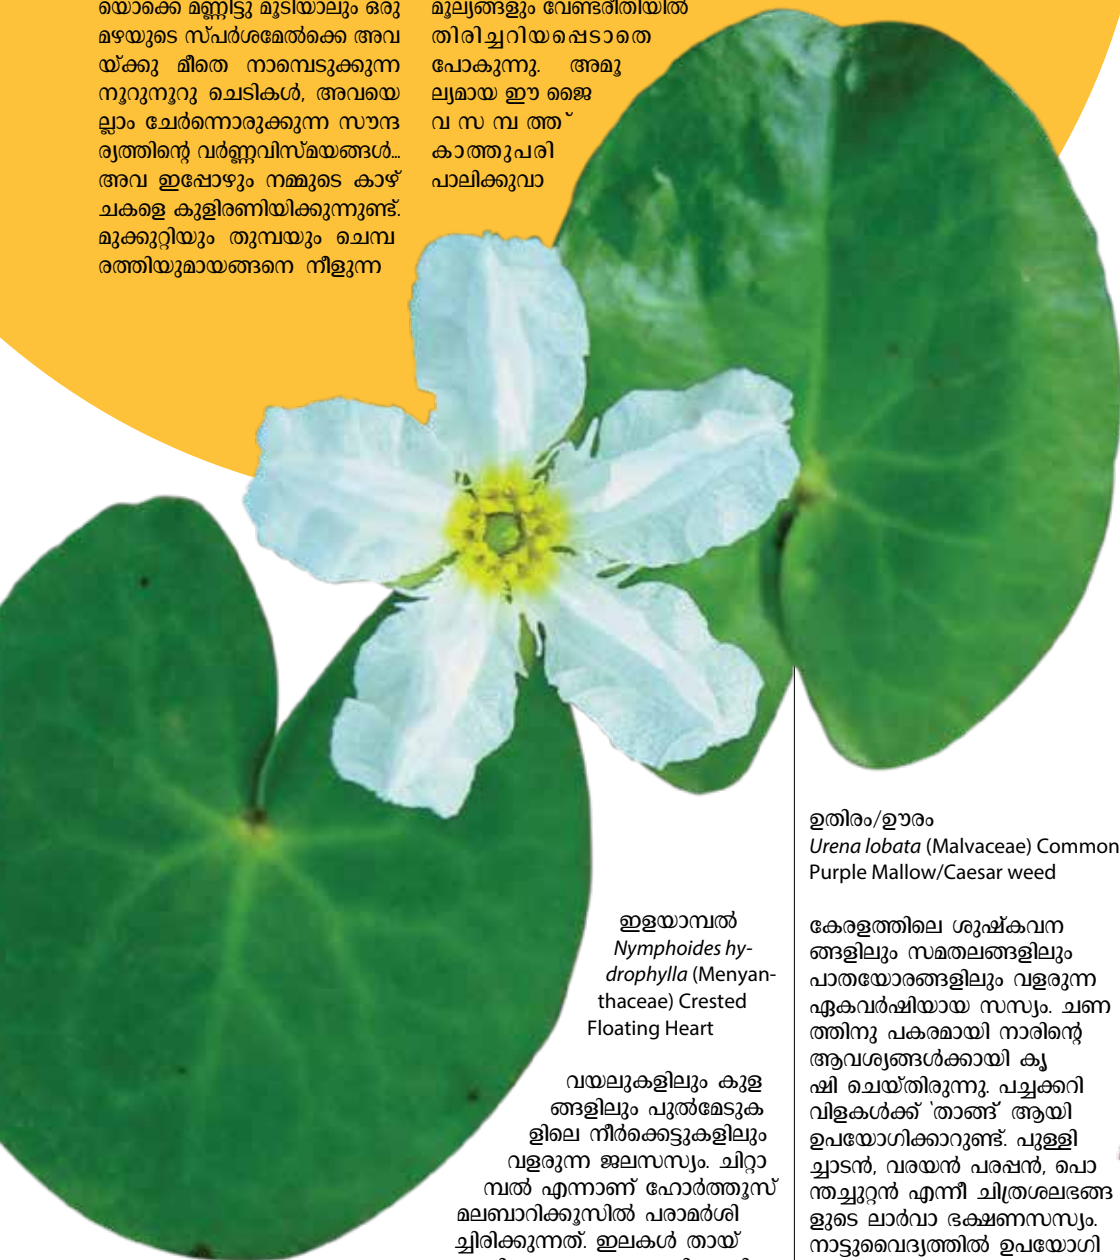 യൊക്കെ മണ്ണിട്ടു മൂടിയാലും ഒരു
മഴയുടെ സ്പർശമേൽക്കെ അവ
യ്ക്കു മീതെ നാമ്പെടുക്കുന്ന
നൂറുനൂറു ചെടികൾ, അവയെ
ല്ലാം ചേർന്നൊരുക്കുന്ന സൗന്ദ
ര്യത്തിന്റെ വർണ്ണവിസ്മയങ്ങൾ...
അവ ഇപ്പോഴും നമ്മുടെ കാഴ്
ചകളെ കുളിരണിയിക്കുന്നുണ്ട്.
മുക്കുറ്റിയും തുമ്പയും ചെമ്പ
രത്തിയുമായങ്ങനെ നീളുന്ന
മൂല്യങ്ങളും വേണ്ടരീതിയിൽ
തിരിച്ചറിയപ്പെടാതെ
പോകുന്നു. അമൂ
ല്യമായ ഈ ജൈ
വ സ മ്പ ത്ത്
കാത്തുപരി
പാലിക്കുവാ
ഇളയാമ്പൽ
Nymphoides hy-
drophylla (Menyan-
thaceae) Crested
Floating Heart
വയലുകളിലും കുള
ങ്ങളിലും പുൽമേടുക
ളിലെ നീർക്കെട്ടുകളിലും
വളരുന്ന ജലസസ്യം. ചിറ്റാ
മ്പൽ എന്നാണ് ഹോർത്തൂസ്
മലബാറിക്കൂസിൽ പരാമർശി
ച്ചിരിക്കുന്നത്. ഇലകൾ തായ്
ഉതിരം/ഊരം
Urena lobata (Malvaceae) Common
Purple Mallow/Caesar weed
കേരളത്തിലെ ശുഷ്കവന
ങ്ങളിലും സമതലങ്ങളിലും
പാതയോരങ്ങളിലും വളരുന്ന
ഏകവർഷിയായ സസ്യം. ചണ
ത്തിനു പകരമായി നാരിന്റെ
ആവശ്യങ്ങൾക്കായി കൃ
ഷി ചെയ്തിരുന്നു. പച്ചക്കറി
വിളകൾക്ക് 'താങ്ങ്' ആയി
ഉപയോഗിക്കാറുണ്ട്. പുള്ളി
ച്ചാടൻ, വരയൻ പരപ്പൻ, പൊ
ന്തച്ചുറ്റൻ എന്നീ ചിത്രശലഭങ്ങ
ളുടെ ലാർവാ ഭക്ഷണസസ്യം.
നാട്ടുവൈദ്യത്തിൽ ഉപയോഗി